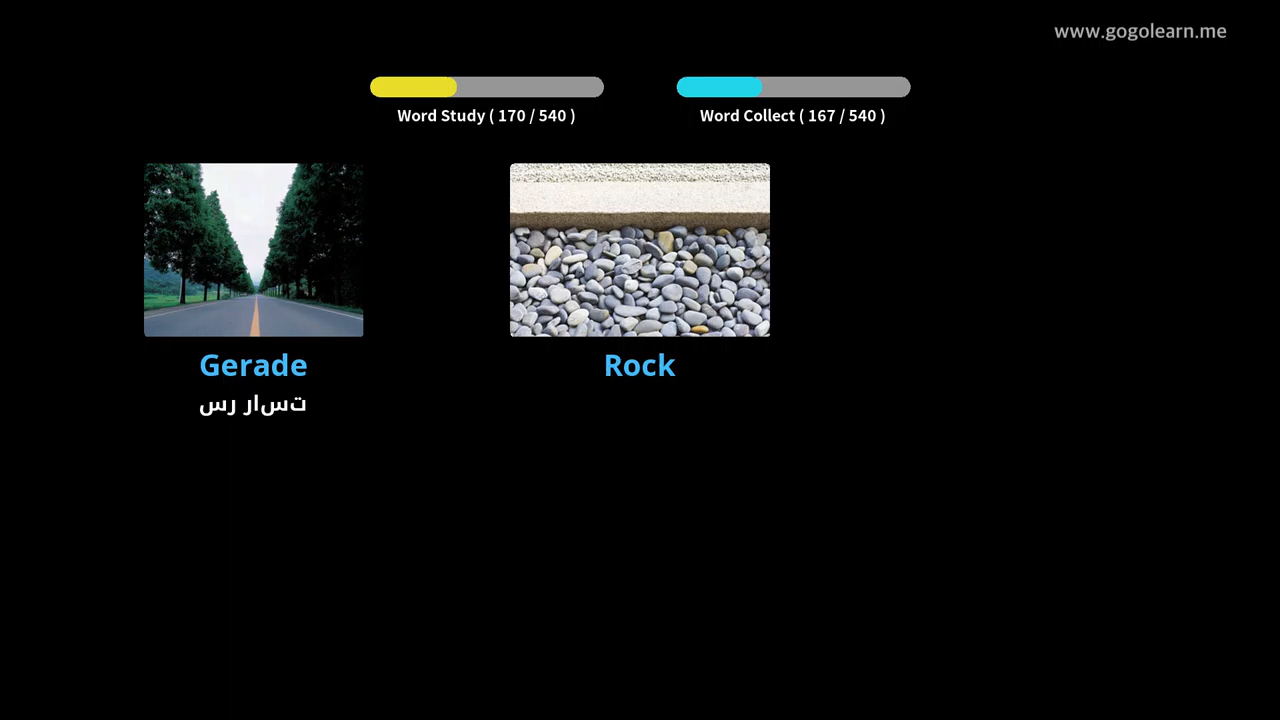 www.gogolearn.me
Word Study ( 170 / 540 )
Word Collect ( 167 / 540 )
Gerade
تسار رس
Rock